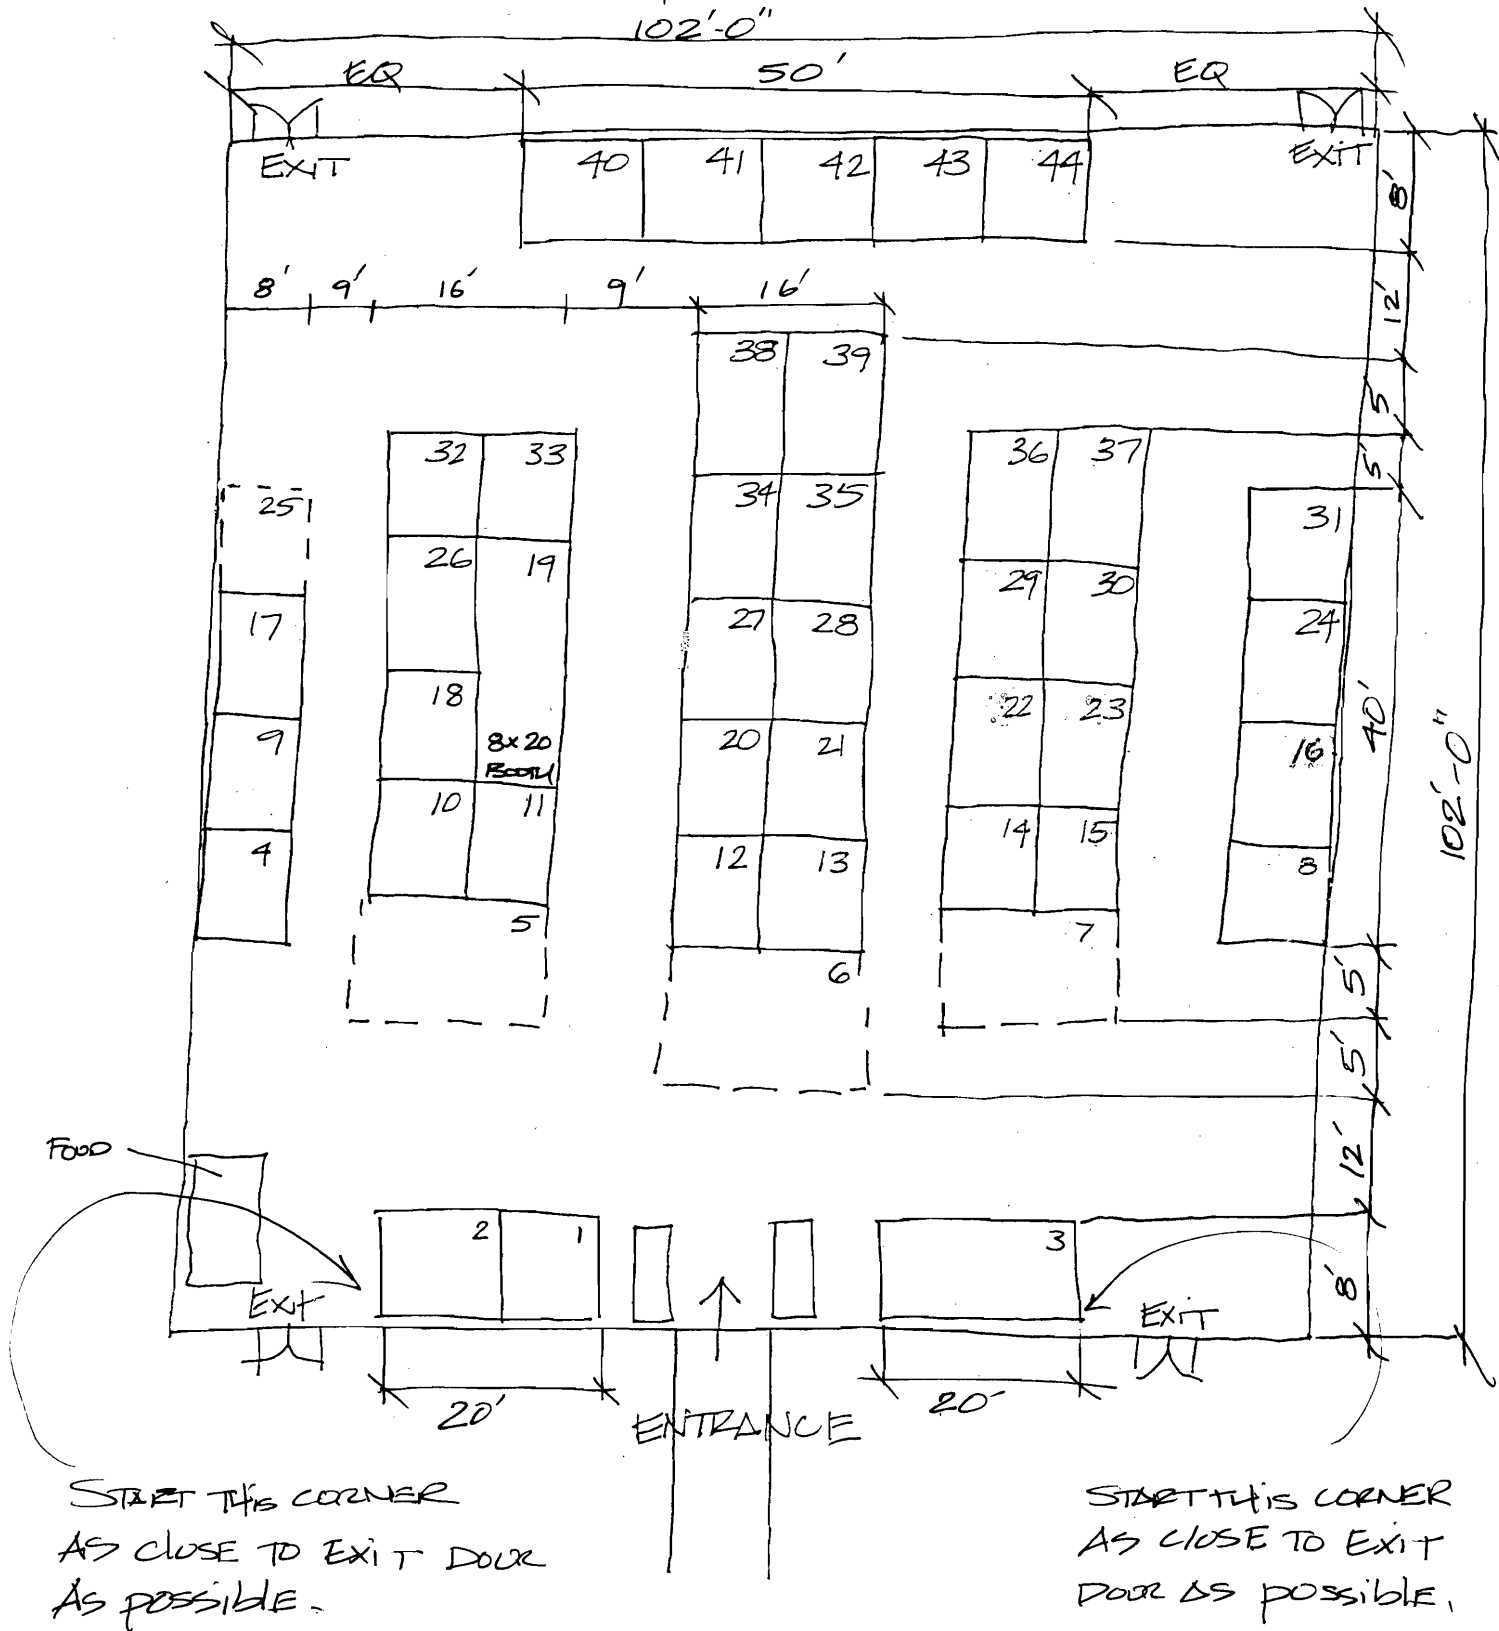 102'-0"
EQ 50' EQ
EXIT 40 41 42 43 44 EXIT
8'
8' 9' 16' 9' 16'
12'
38 39
5'
32 33 36 37
5'
25 34 35 31
26 19 29 30
17 27 28 24
18 22 23
40'
9 8x20 20 21 16
BOOTH
102'-0"
10 11 14 15
4 12 13 8
5 7
6 5'
5'
FOOD 12'
2 1 3
8'
EXIT EXIT
20' 20'
ENTRANCE
START THIS CORNER
AS CLOSE TO EXIT DOOR
AS POSSIBLE.
START THIS CORNER
AS CLOSE TO EXIT
DOOR AS POSSIBLE.